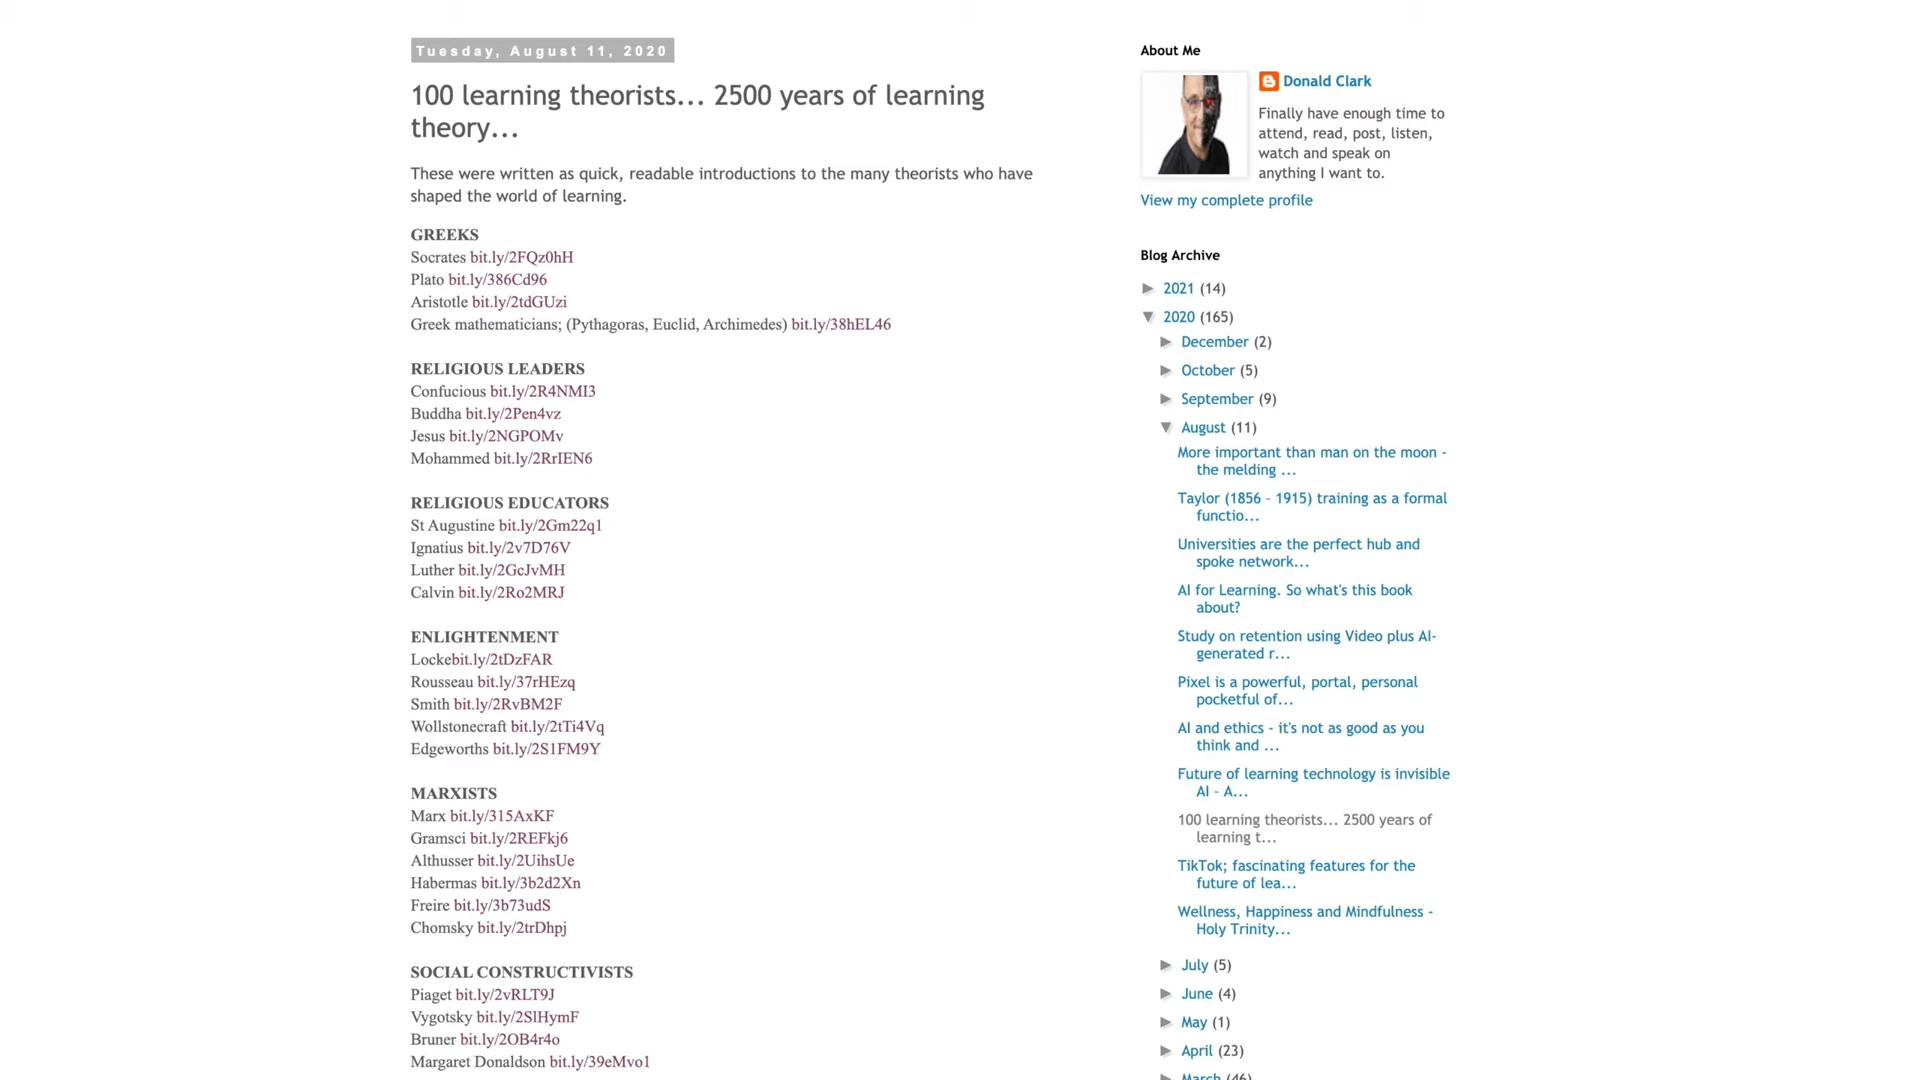 Tuesday, August 11, 2020
100 learning theorists... 2500 years of learning
theory...
These were written as quick, readable introductions to the many theorists who have
shaped the world of learning.
GREEKS
Socrates bit.ly/2FQz0hH
Plato bit.ly/386Cd96
Aristotle bit.ly/2tdGUzi
Greek mathematicians; (Pythagoras, Euclid, Archimedes) bit.ly/38hEL46
RELIGIOUS LEADERS
Confucious bit.ly/2R4NMI3
Buddha bit.ly/2Pen4vz
Jesus bit.ly/2NGPOMv
Mohammed bit.ly/2RrIEN6
RELIGIOUS EDUCATORS
St Augustine bit.ly/2Gm22q1
Ignatius bit.ly/2v7D76V
Luther bit.ly/2GcJvMH
Calvin bit.ly/2Ro2MRJ
ENLIGHTENMENT
Lockebit.ly/2tDzFAR
Rousseau bit.ly/37rHEzq
Smith bit.ly/2RvBM2F
Wollstonecraft bit.ly/2tTi4Vq
Edgeworths bit.ly/2S1FM9Y
MARXISTS
Marx bit.ly/315AxKF
Gramsci bit.ly/2REFkj6
Althusser bit.ly/2UihsUe
Habermas bit.ly/3b2d2Xn
Freire bit.ly/3b73udS
Chomsky bit.ly/2trDhpj
SOCIAL CONSTRUCTIVISTS
Piaget bit.ly/2vRLT9J
Vygotsky bit.ly/2SlHymF
Bruner bit.ly/2OB4r4o
Margaret Donaldson bit.ly/39eMvo1
About Me
Donald Clark
Finally have enough time to
attend, read, post, listen,
watch and speak on
anything I want to.
View my complete profile
Blog Archive
► 2021 (14)
▼ 2020 (165)
► December (2)
► October (5)
► September (9)
▼ August (11)
More important than man on the moon -
the melding ...
Taylor (1856 – 1915) training as a formal
functio...
Universities are the perfect hub and
spoke network...
AI for Learning. So what's this book
about?
Study on retention using Video plus AI-
generated r...
Pixel is a powerful, portal, personal
pocketful of...
AI and ethics - it's not as good as you
think and ...
Future of learning technology is invisible
AI – A...
100 learning theorists... 2500 years of
learning t...
TikTok; fascinating features for the
future of lea...
Wellness, Happiness and Mindfulness -
Holy Trinity...
► July (5)
► June (4)
► May (1)
► April (23)
► March (46)